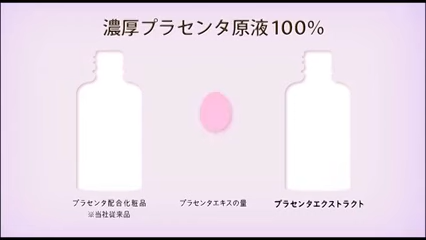 濃厚プラセンタ原液100%
プラセンタ配合化粧品
※当社従来品
プラセンタエキスの量
プラセンタエクストラクト